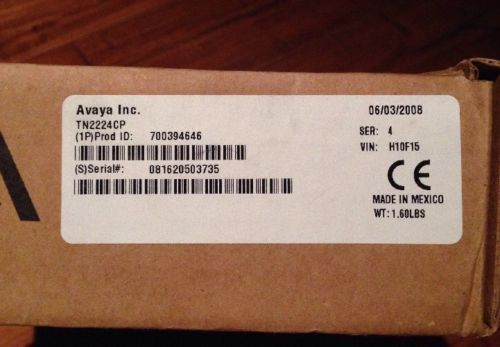 Avaya Inc.
06/03/2008
TN2224CP
(1P)Prod ID: 700394646
SER: 4
VIN: H10F15
(S)Serial#: 081620503735
CE
MADE IN MEXICO
WT:1.60LBS